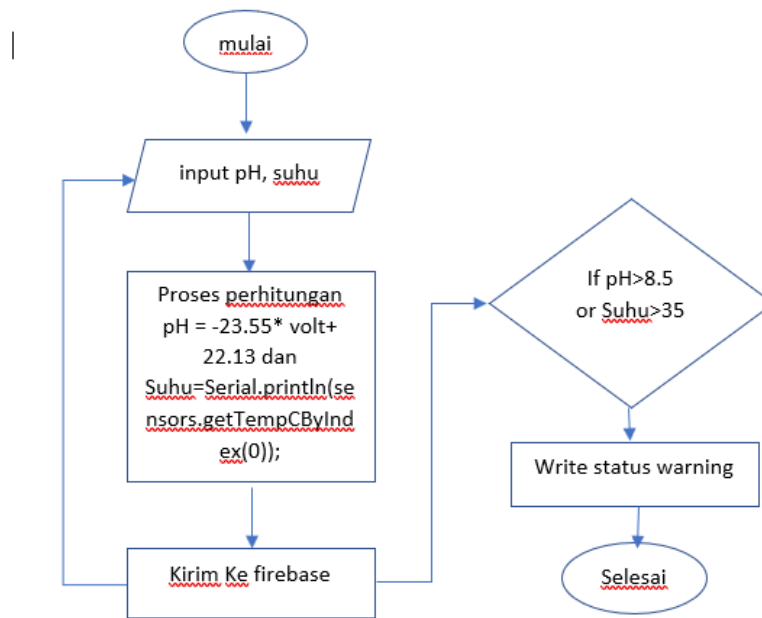 mulai
input pH, suhu
Proses perhitungan
pH = -23.55* volt+
22.13 dan
Suhu=Serial.println(se
nsors.getTempCByInd
ex(0));
Kirim Ke firebase
If pH>8.5
or Suhu>35
Write status warning
Selesai